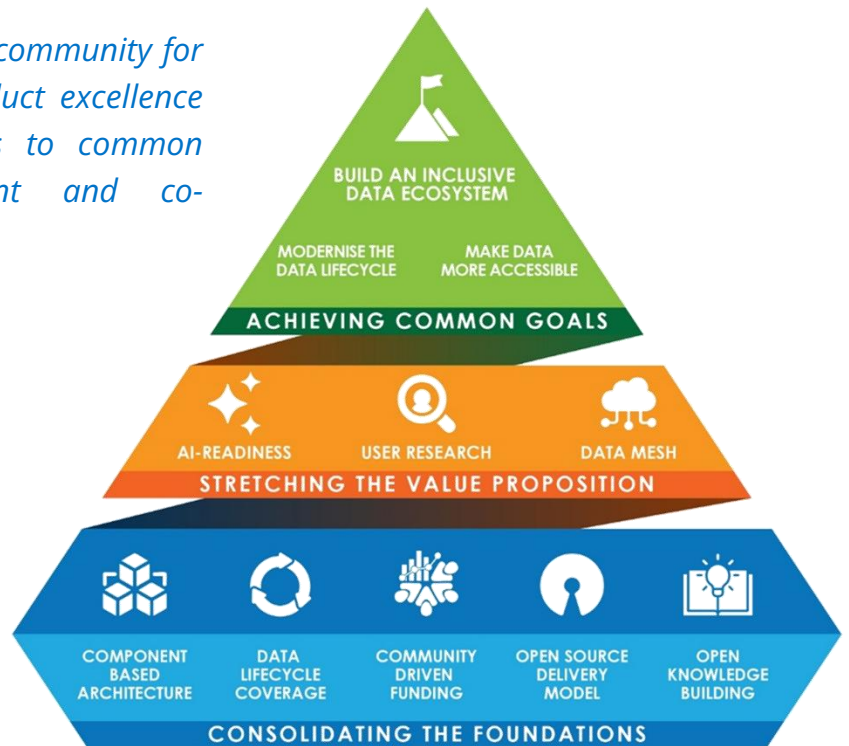 community for
excellence
to common
and co-
BUILD AN INCLUSIVE
DATA ECOSYSTEM
MODERNISE THE
DATA LIFECYCLE
MAKE DATA
MORE ACCESSIBLE
ACHIEVING COMMON GOALS
AI-READINESS
USER RESEARCH
DATA MESH
STRETCHING THE VALUE PROPOSITION
COMPONENT
BASED
ARCHITECTURE
DATA
LIFECYCLE
COVERAGE
COMMUNITY
DRIVEN
FUNDING
OPEN SOURCE
DELIVERY
MODEL
OPEN
KNOWLEDGE
BUILDING
CONSOLIDATING THE FOUNDATIONS